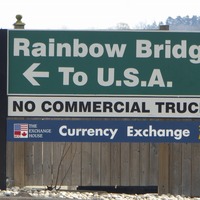 Rainbow Bridg
To U.S.A.
NO COMMERCIAL TRUC
THE EXCHANGE HOUSE
Currency Exchange